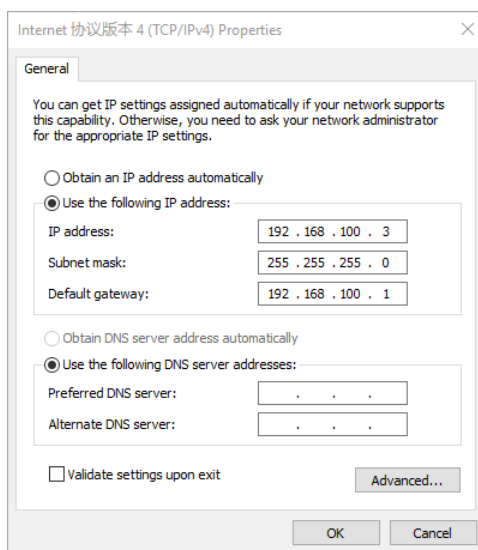 Internet 协议版本 4 (TCP/IPv4) Properties
General
You can get IP settings assigned automatically if your network supports
this capability. Otherwise, you need to ask your network administrator
for the appropriate IP settings.
Obtain an IP address automatically
Use the following IP address:
IP address: 192 . 168 . 100 . 3
Subnet mask: 255 . 255 . 255 . 0
Default gateway: 192 . 168 . 100 . 1
Obtain DNS server address automatically
Use the following DNS server addresses:
Preferred DNS server: . . .
Alternate DNS server: . . .
Validate settings upon exit
Advanced...
OK Cancel